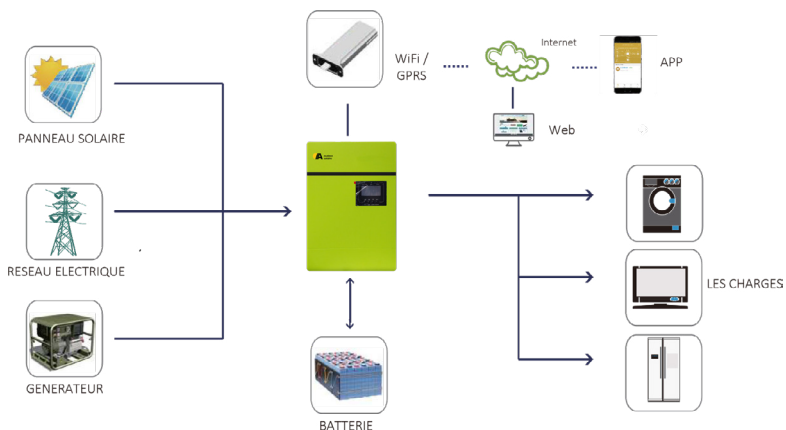 WiFi /
GPRS
Internet
APP
Web
PANNEAU SOLAIRE
RESEAU ELECTRIQUE
GENERATEUR
BATTERIE
LES CHARGES